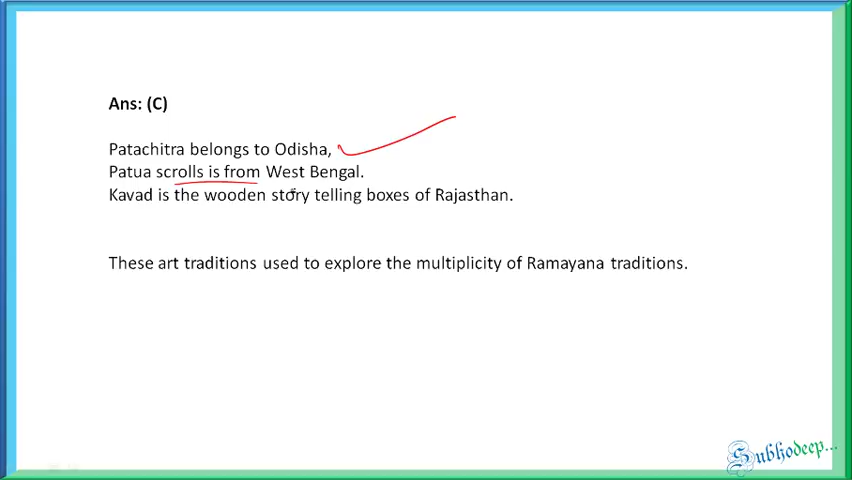 Ans: (C)
Patachitra belongs to Odisha,
Patua scrolls is from West Bengal.
Kavad is the wooden story telling boxes of Rajasthan.
These art traditions used to explore the multiplicity of Ramayana traditions.
Subhodeep...